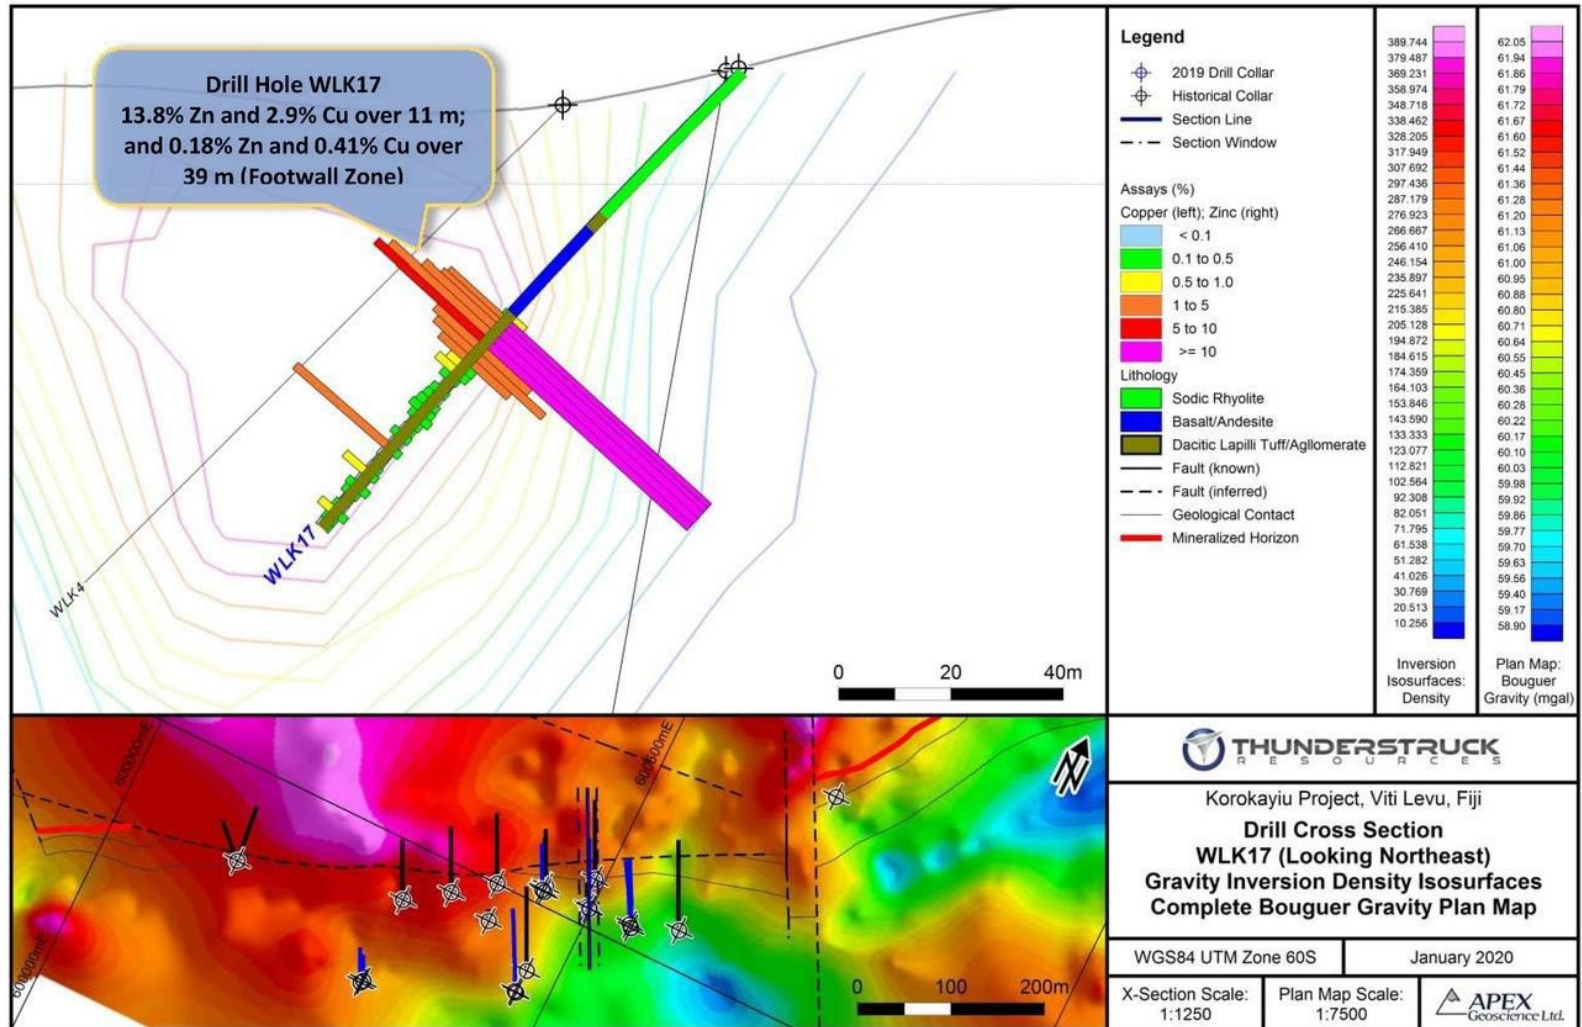 Drill Hole WLK17
13.8% Zn and 2.9% Cu over 11 m;
and 0.18% Zn and 0.41% Cu over
39 m (Footwall Zone)
WLK17
WLK4
0 20 40m
Legend
2019 Drill Collar
Historical Collar
Section Line
Section Window
Assays (%)
Copper (left); Zinc (right)
< 0.1
0.1 to 0.5
0.5 to 1.0
1 to 5
5 to 10
>= 10
Lithology
Sodic Rhyolite
Basalt/Andesite
Dacitic Lapilli Tuff/Agllomerate
Fault (known)
Fault (inferred)
Geological Contact
Mineralized Horizon
389.744
379.487
369.231
358.974
348.718
338.462
328.205
317.949
307.692
297.436
287.179
276.923
266.667
256.410
246.154
235.897
225.641
215.385
205.128
194.872
184.615
174.359
164.103
153.846
143.590
133.333
123.077
112.821
102.564
92.308
82.051
71.795
61.538
51.282
41.026
30.769
20.513
10.256
Inversion
Isosurfaces:
Density
62.05
61.94
61.86
61.79
61.72
61.67
61.60
61.52
61.44
61.36
61.28
61.20
61.13
61.06
61.00
60.95
60.88
60.80
60.71
60.64
60.55
60.45
60.36
60.28
60.22
60.17
60.10
60.03
59.98
59.92
59.86
59.77
59.70
59.63
59.56
59.40
59.17
58.90
Plan Map:
Bouguer
Gravity (mgal)
600000mE
0 100 200m
N
THUNDERSTRUCK
RESOURCES
Korokayiu Project, Viti Levu, Fiji
Drill Cross Section
WLK17 (Looking Northeast)
Gravity Inversion Density Isosurfaces
Complete Bouguer Gravity Plan Map
WGS84 UTM Zone 60S
January 2020
X-Section Scale:
1:1250
Plan Map Scale:
1:7500
APEX
Geoscience Ltd.